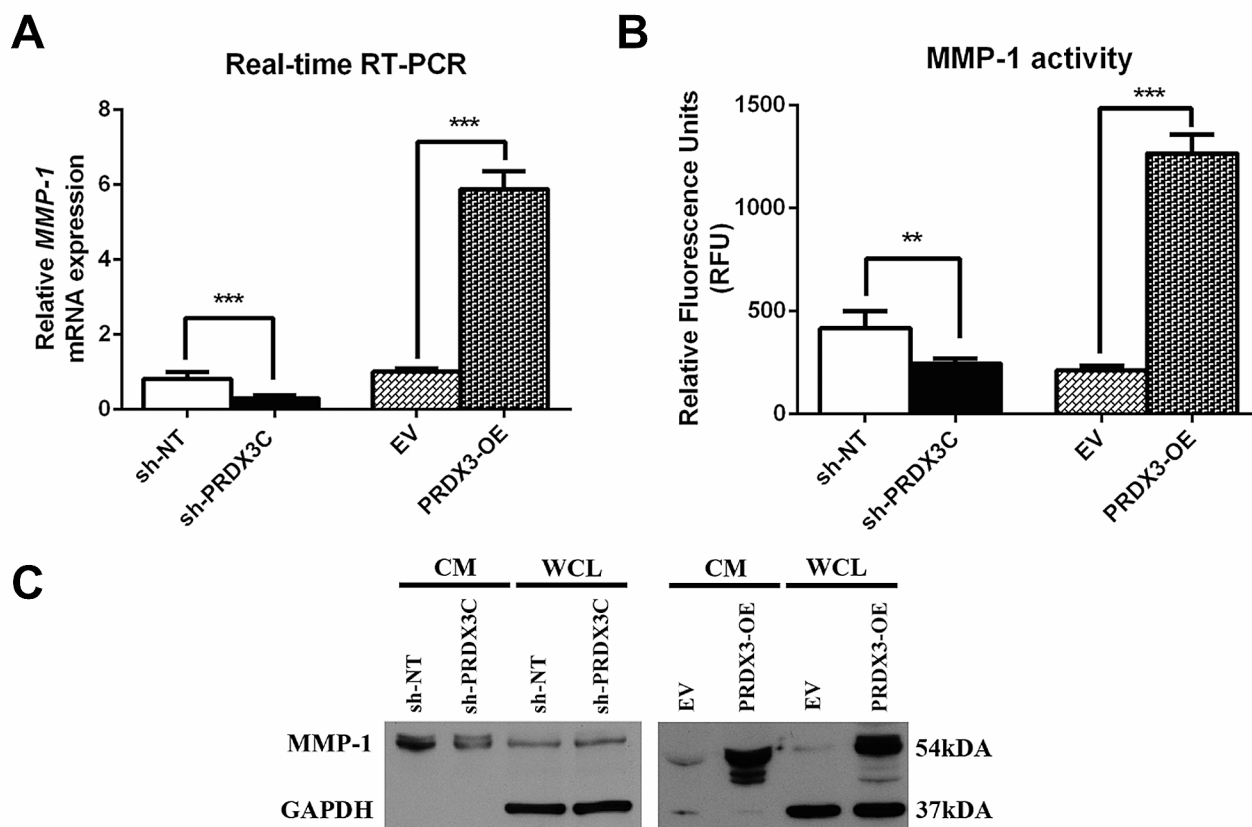 A
Real-time RT-PCR
Relative MMP-1
mRNA expression
8
6
4
2
0
***
***
sh-NT
sh-PRDX3C
EV
PRDX3-OE
B
MMP-1 activity
Relative Fluorescence Units
(RFU)
1500
1000
500
0
**
***
sh-NT
sh-PRDX3C
EV
PRDX3-OE
C
CM
WCL
CM
WCL
sh-NT
sh-PRDX3C
sh-NT
sh-PRDX3C
EV
PRDX3-OE
EV
PRDX3-OE
MMP-1
54kDA
GAPDH
37kDA